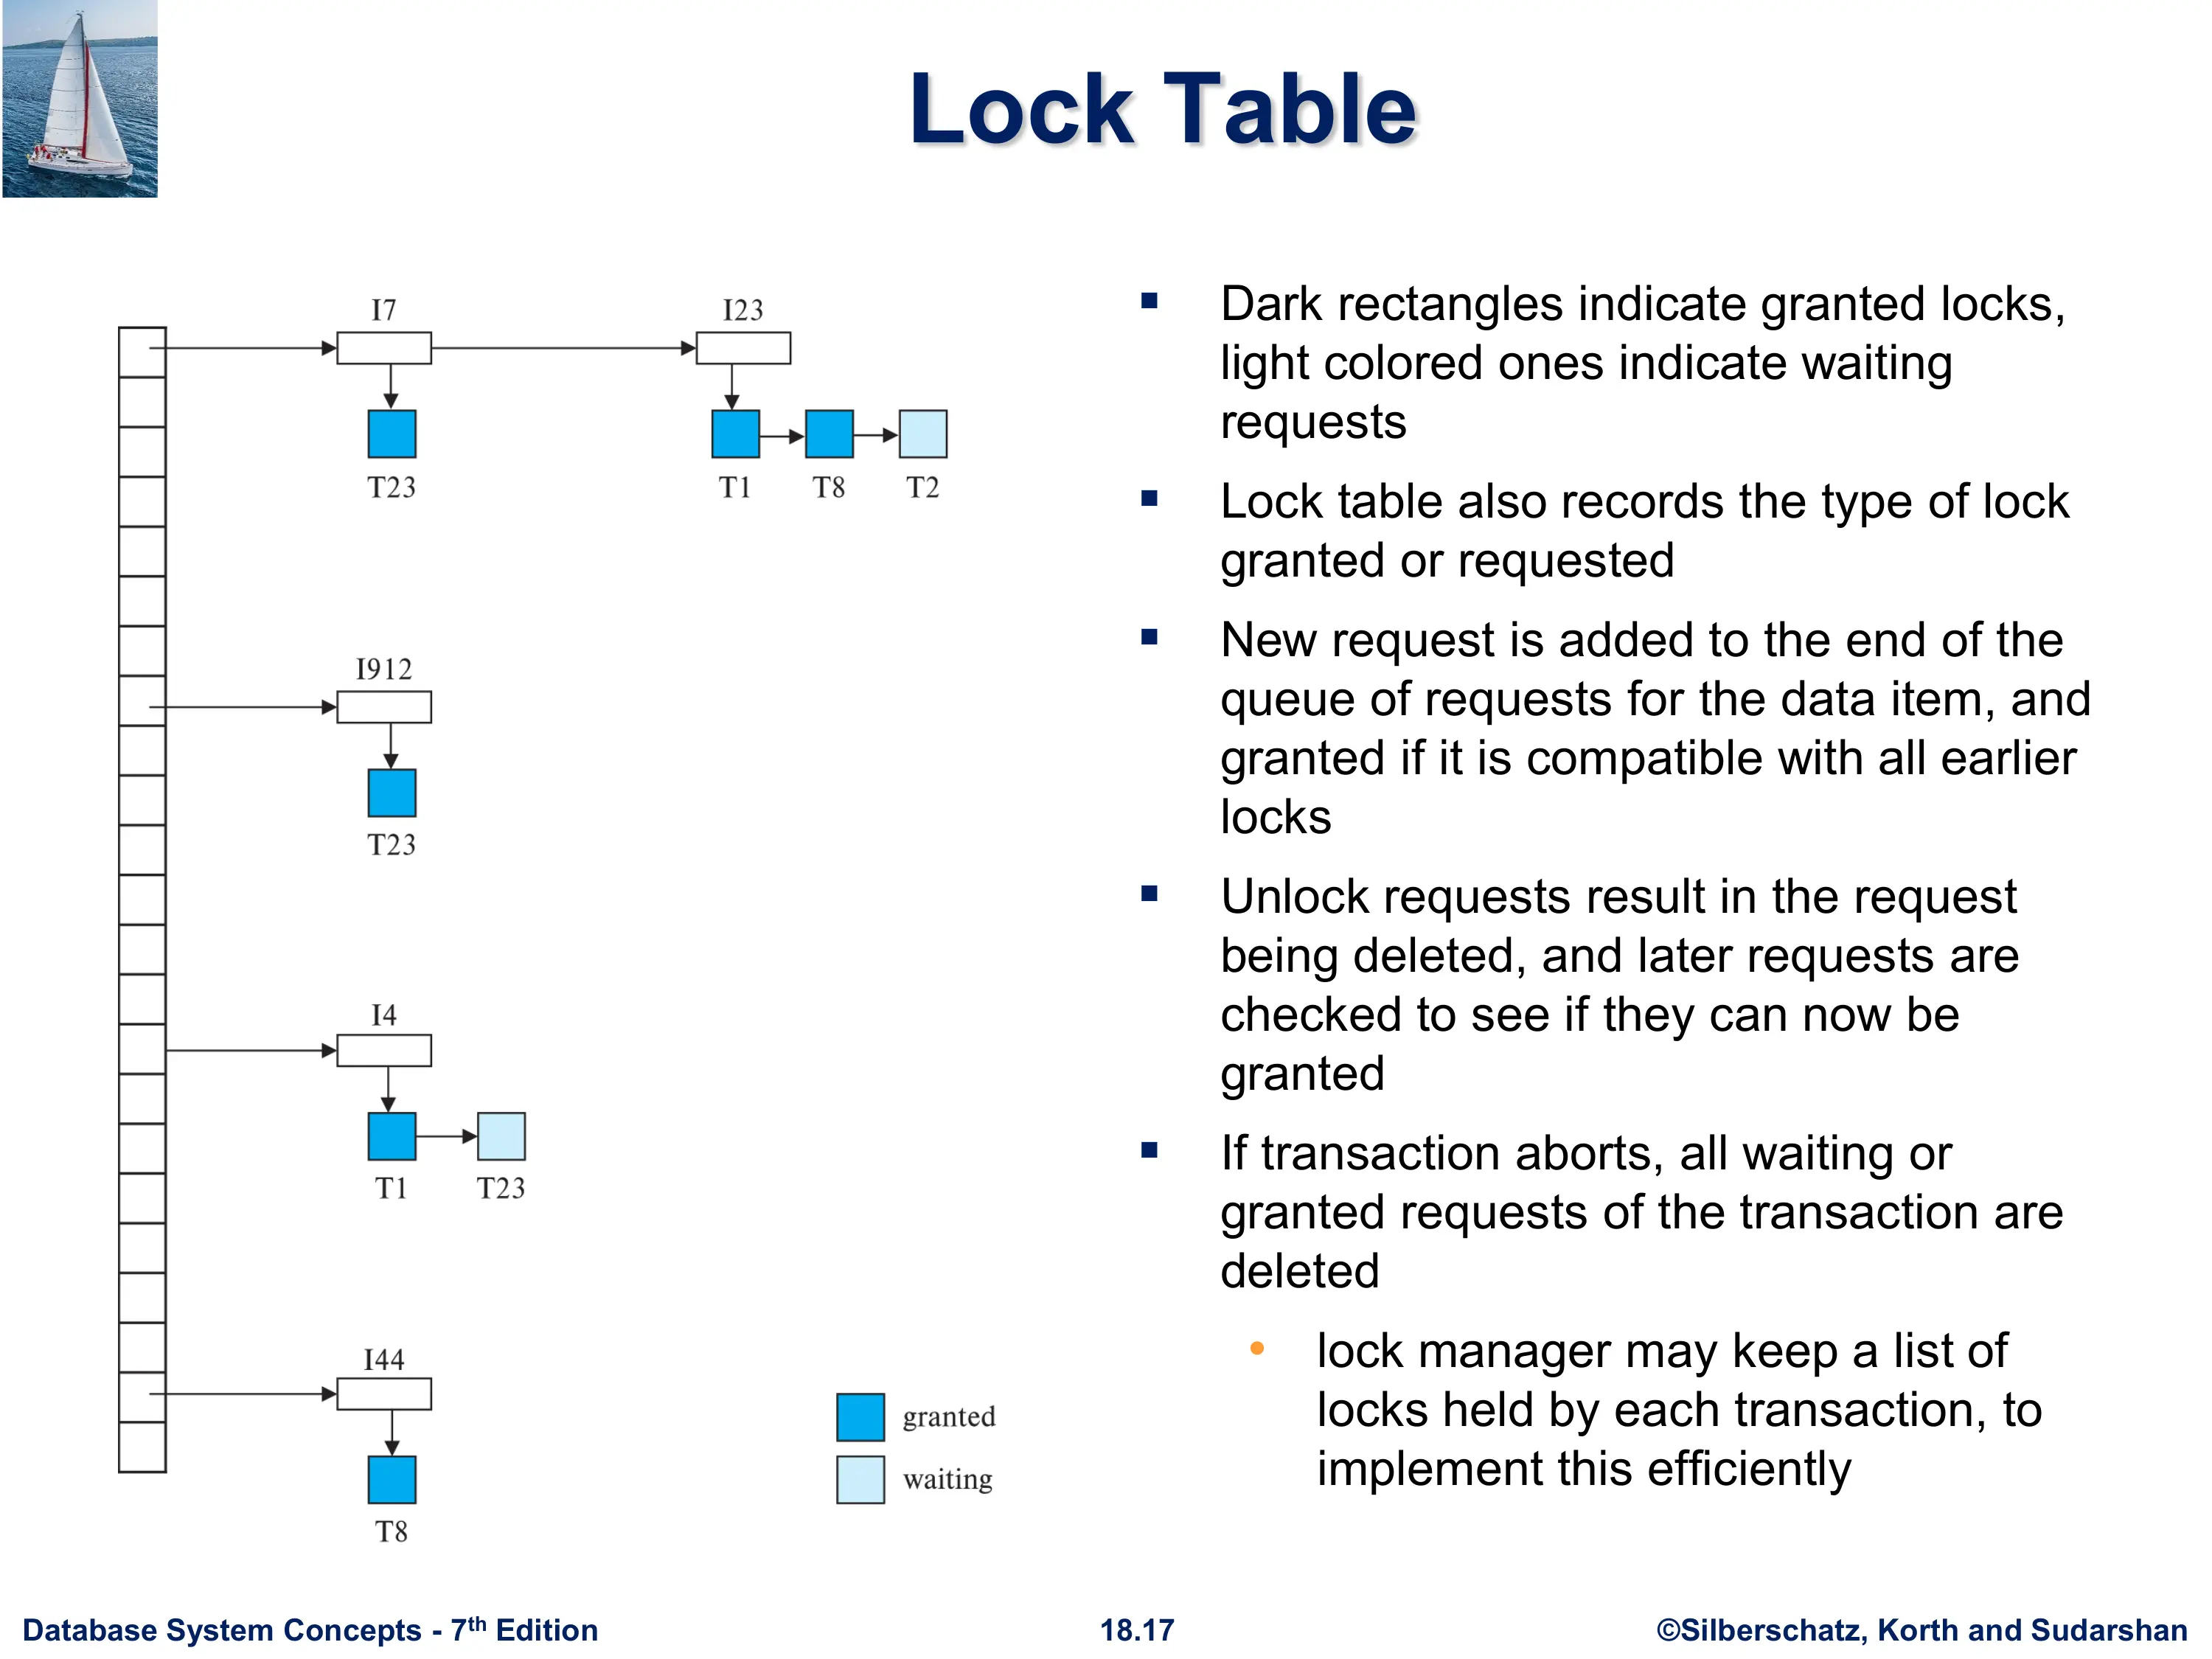 Lock Table
I7
I23
T23
T1
T8
T2
I912
T23
I4
T1
T23
I44
T8
granted
waiting
Dark rectangles indicate granted locks,
light colored ones indicate waiting
requests
Lock table also records the type of lock
granted or requested
New request is added to the end of the
queue of requests for the data item, and
granted if it is compatible with all earlier
locks
Unlock requests result in the request
being deleted, and later requests are
checked to see if they can now be
granted
If transaction aborts, all waiting or
granted requests of the transaction are
deleted
lock manager may keep a list of
locks held by each transaction, to
implement this efficiently
Database System Concepts - 7th Edition
18.17
©Silberschatz, Korth and Sudarshan